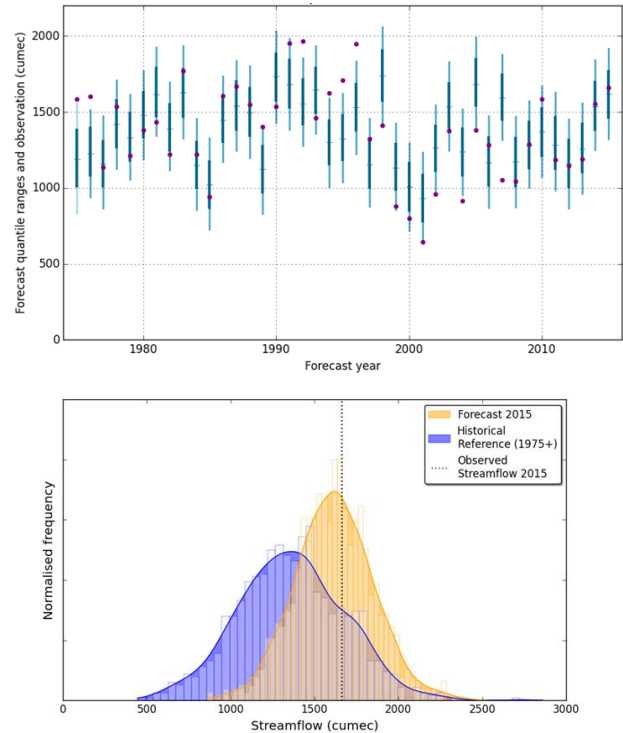 2000
1500
1000
500
0
Forecast quantile ranges and observation (cumec)
1980 1990 2000 2010
Forecast year
Forecast 2015
Historical
Reference (1975+)
Observed
Streamflow 2015
Normalised frequency
0 500 1000 1500 2000 2500 3000
Streamflow (cumec)